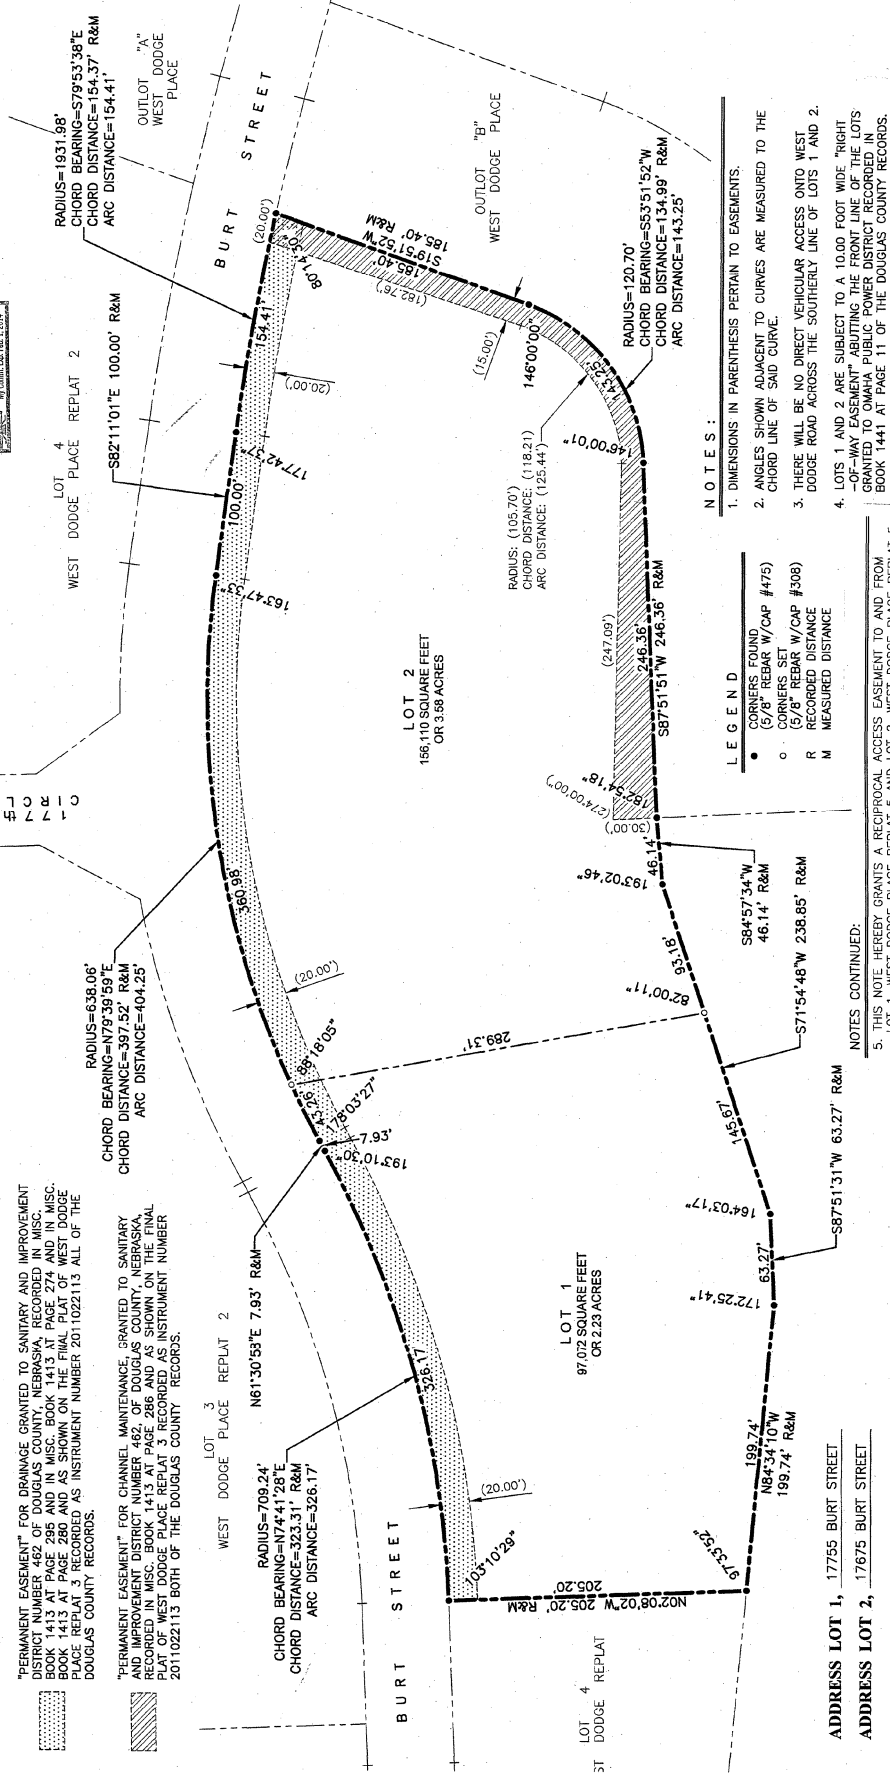 "PERMANENT EASEMENT" FOR DRAINAGE GRANTED TO SANITARY AND IMPROVEMENT
DISTRICT NUMBER 462 OF DOUGLAS COUNTY, NEBRASKA, RECORDED IN MISC.
BOOK 1413 AT PAGE 295 AND IN MISC. BOOK 1413 AT PAGE 274 AND IN MISC.
BOOK 1413 AT PAGE 280 AND AS SHOWN ON THE FINAL PLAT OF WEST DODGE
PLACE REPLAT 3 RECORDED AS INSTRUMENT NUMBER 2011022113 ALL OF THE
DOUGLAS COUNTY RECORDS.
"PERMANENT EASEMENT" FOR CHANNEL MAINTENANCE, GRANTED TO SANITARY
AND IMPROVEMENT DISTRICT NUMBER 462, OF DOUGLAS COUNTY, NEBRASKA,
RECORDED IN MISC. BOOK 1413 AT PAGE 286 AND AS SHOWN ON THE FINAL
PLAT OF WEST DODGE PLACE REPLAT 3 RECORDED AS INSTRUMENT NUMBER
2011022113 BOTH OF THE DOUGLAS COUNTY RECORDS.
LOT 3
WEST DODGE PLACE REPLAT 2
N61°30'58"E 7.93' R&M
RADIUS=709.24'
CHORD BEARING=N74°41'28"E
CHORD DISTANCE=323.31' R&M
ARC DISTANCE=326.17'
RADIUS=638.06'
CHORD BEARING=N79°39'59"E
CHORD DISTANCE=397.52' R&M
ARC DISTANCE=404.25'
177th
CIRCL
LOT 4
WEST DODGE PLACE REPLAT 2
S82°11'01"E 100.00' R&M
RADIUS=1931.98'
CHORD BEARING=S79°53'38"E
CHORD DISTANCE=154.37' R&M
ARC DISTANCE=154.41'
OUTLOT "A"
WEST DODGE
PLACE
BURT STREET
BURT STREET
(20.00')
80°14'30"
154.41'
(20.00')
177°42'37"
100.00'
163°47'33"
360.98'
(20.00')
88°18'05"
43.26'
178°03'27"
7.93'
193°10'30"
326.17'
(20.00')
103°10'29"
205.20'
N02°08'02"W 205.20' R&M
97°33'52"
LOT 4
ST DODGE REPLAT
LOT 1
97,012 SQUARE FEET
OR 2.23 ACRES
289.31'
LOT 2
156,110 SQUARE FEET
OR 3.58 ACRES
S19°51'52"W
185.40' R&M
185.40'
(182.76')
(15.00')
146°00'00"
OUTLOT "B"
WEST DODGE PLACE
RADIUS=120.70'
CHORD BEARING=S53°51'52"W
CHORD DISTANCE=134.99' R&M
ARC DISTANCE=143.25'
143.25'
146°00'01"
RADIUS: (105.70')
CHORD DISTANCE: (118.21)
ARC DISTANCE: (125.44')
(247.09')
246.36'
S87°51'51"W 246.36' R&M
182°54'18"
(274°00'00")
(30.00')
46.14'
193°02'46"
S84°57'34"W
46.14' R&M
93.18'
82°00'11"
S71°54'48"W 238.85' R&M
145.67'
164°03'17"
63.27'
S87°51'31"W 63.27' R&M
172°25'41"
199.74'
N84°34'10"W
199.74' R&M
NOTES:
1. DIMENSIONS IN PARENTHESIS PERTAIN TO EASEMENTS.
2. ANGLES SHOWN ADJACENT TO CURVES ARE MEASURED TO THE
CHORD LINE OF SAID CURVE.
3. THERE WILL BE NO DIRECT VEHICULAR ACCESS ONTO WEST
DODGE ROAD ACROSS THE SOUTHERLY LINE OF LOTS 1 AND 2.
4. LOTS 1 AND 2 ARE SUBJECT TO A 10.00 FOOT WIDE "RIGHT
-OF-WAY EASEMENT" ABUTTING THE FRONT LINE OF THE LOTS
GRANTED TO OMAHA PUBLIC POWER DISTRICT RECORDED IN
BOOK 1441 AT PAGE 11 OF THE DOUGLAS COUNTY RECORDS.
LEGEND
CORNERS FOUND
(5/8" REBAR W/CAP #475)
CORNERS SET
(5/8" REBAR W/CAP #308)
R RECORDED DISTANCE
M MEASURED DISTANCE
NOTES CONTINUED:
5. THIS NOTE HEREBY GRANTS A RECIPROCAL ACCESS EASEMENT TO AND FROM
ADDRESS LOT 1, 17755 BURT STREET
ADDRESS LOT 2, 17675 BURT STREET